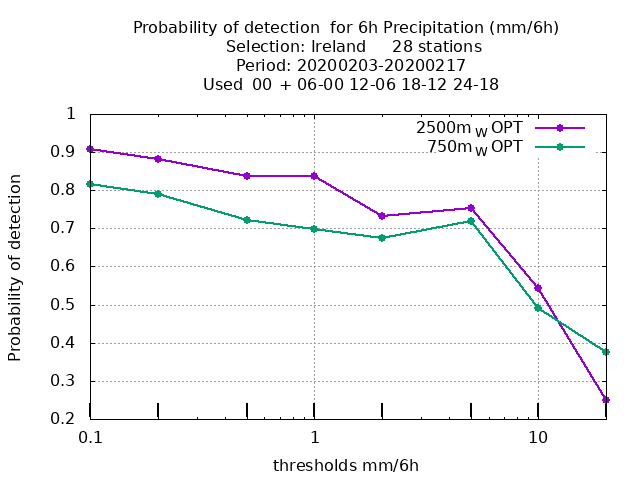 Probability of detection  for 6h Precipitation (mm/6h)
Selection: Ireland     28 stations
Period: 20200203-20200217
Used  00  + 06-00 12-06 18-12 24-18
1
0.9
0.8
0.7
0.6
0.5
0.4
0.3
0.2
Probability of detection
2500m W OPT
750m W OPT
0.1
1
10
thresholds mm/6h